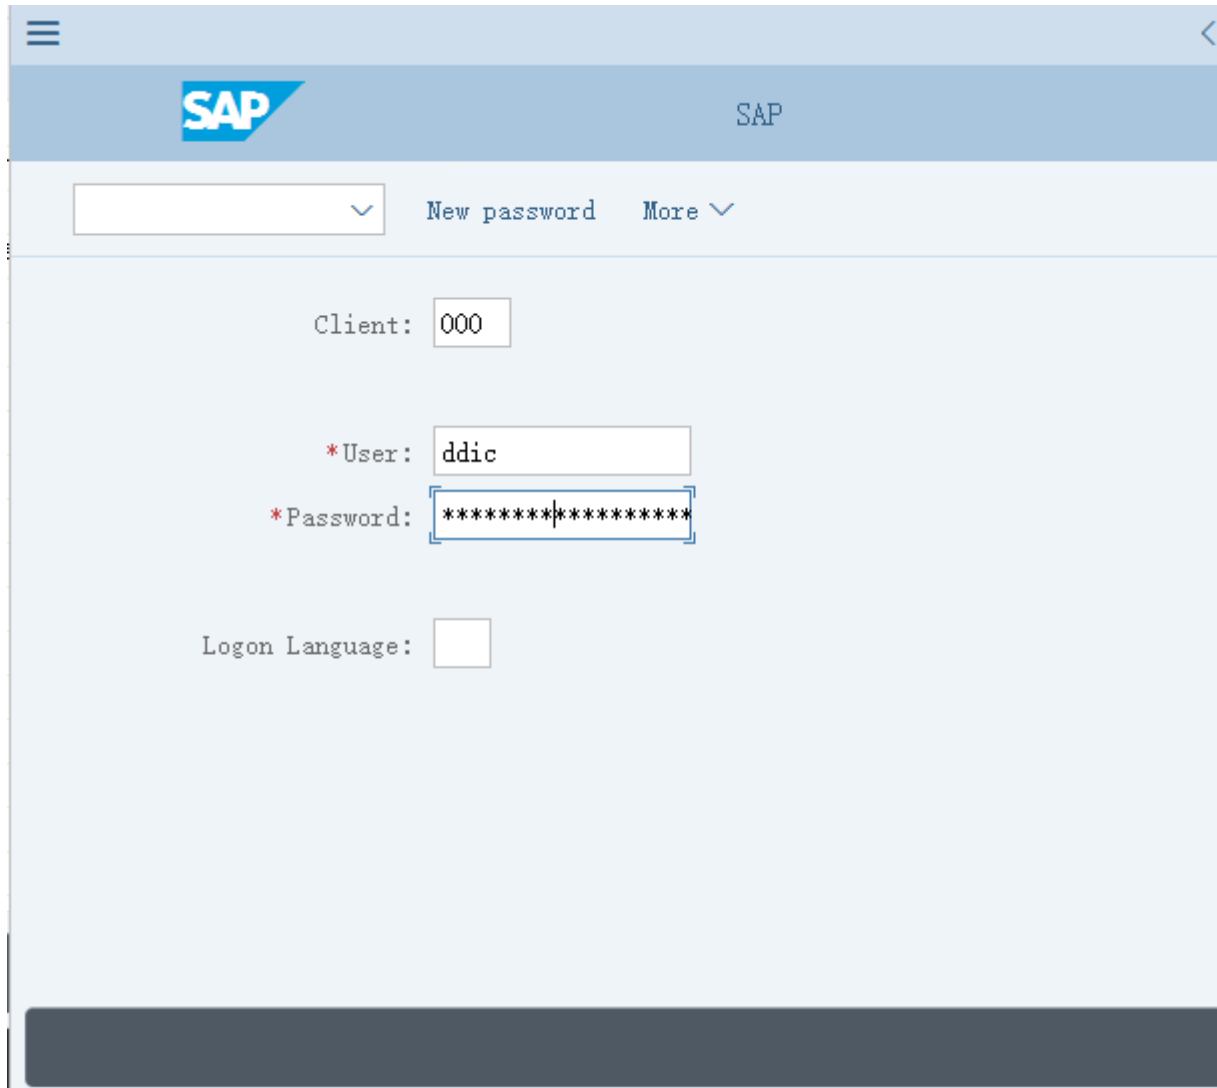 SAP
SAP
New password More
Client: 000
*User: ddic
*Password: *******************
Logon Language: